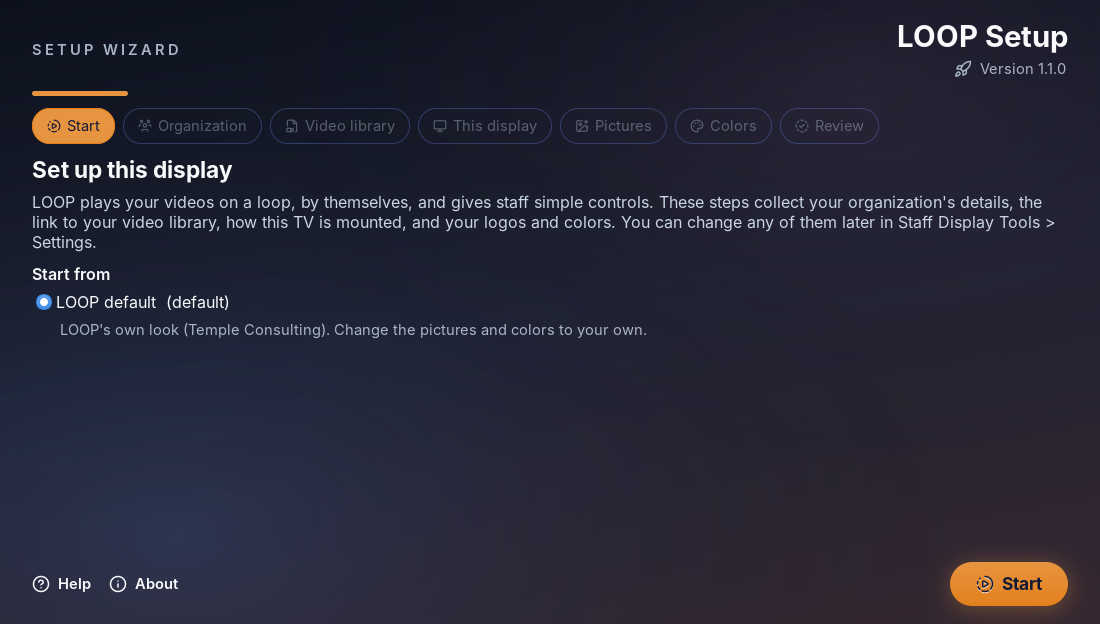 SETUP WIZARD
LOOP Setup
Version 1.1.0
Start
Organization
Video library
This display
Pictures
Colors
Review
Set up this display
LOOP plays your videos on a loop, by themselves, and gives staff simple controls. These steps collect your organization's details, the
link to your video library, how this TV is mounted, and your logos and colors. You can change any of them later in Staff Display Tools >
Settings.
Start from
LOOP default (default)
LOOP's own look (Temple Consulting). Change the pictures and colors to your own.
Help
About
Start